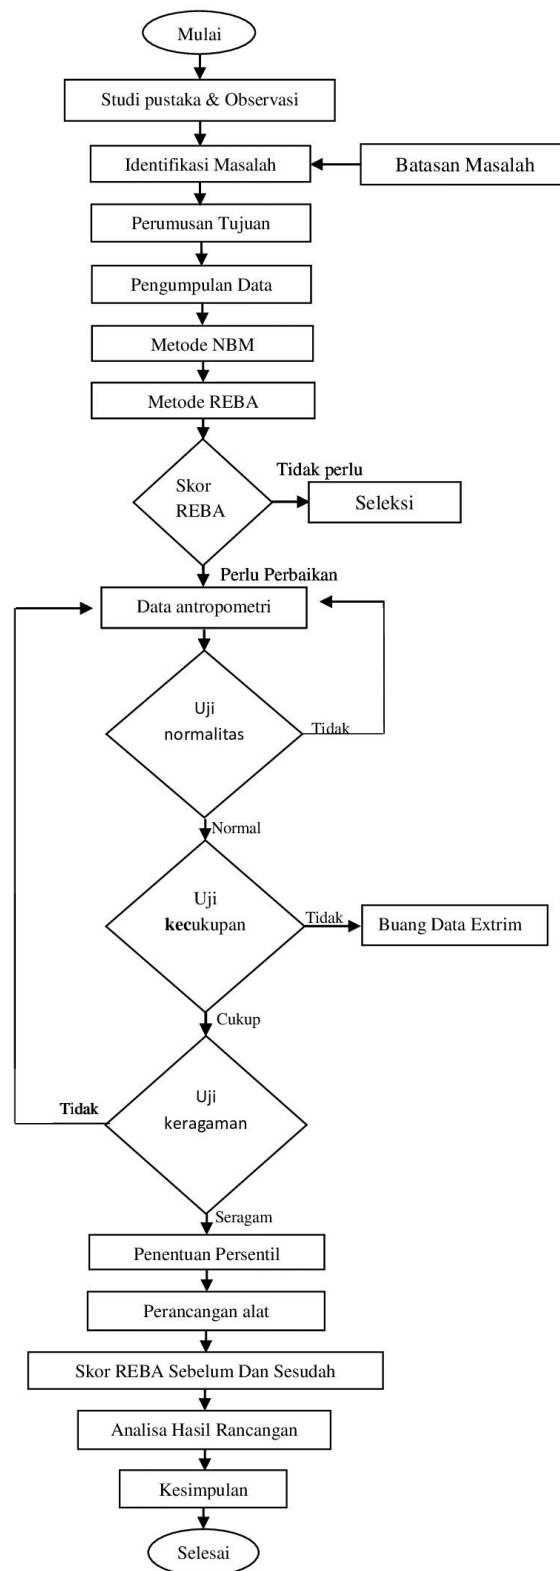 Mulai
Studi pustaka & Observasi
Identifikasi Masalah
Batasan Masalah
Perumusan Tujuan
Pengumpulan Data
Metode NBM
Metode REBA
Skor
REBA
Tidak perlu
Seleksi
Perlu Perbaikan
Data antropometri
Uji
normalitas
Tidak
Normal
Uji
kecukupan
Tidak
Buang Data Extrim
Cukup
Uji
keragaman
Tidak
Seragam
Penentuan Persentil
Perancangan alat
Skor REBA Sebelum Dan Sesudah
Analisa Hasil Rancangan
Kesimpulan
Selesai